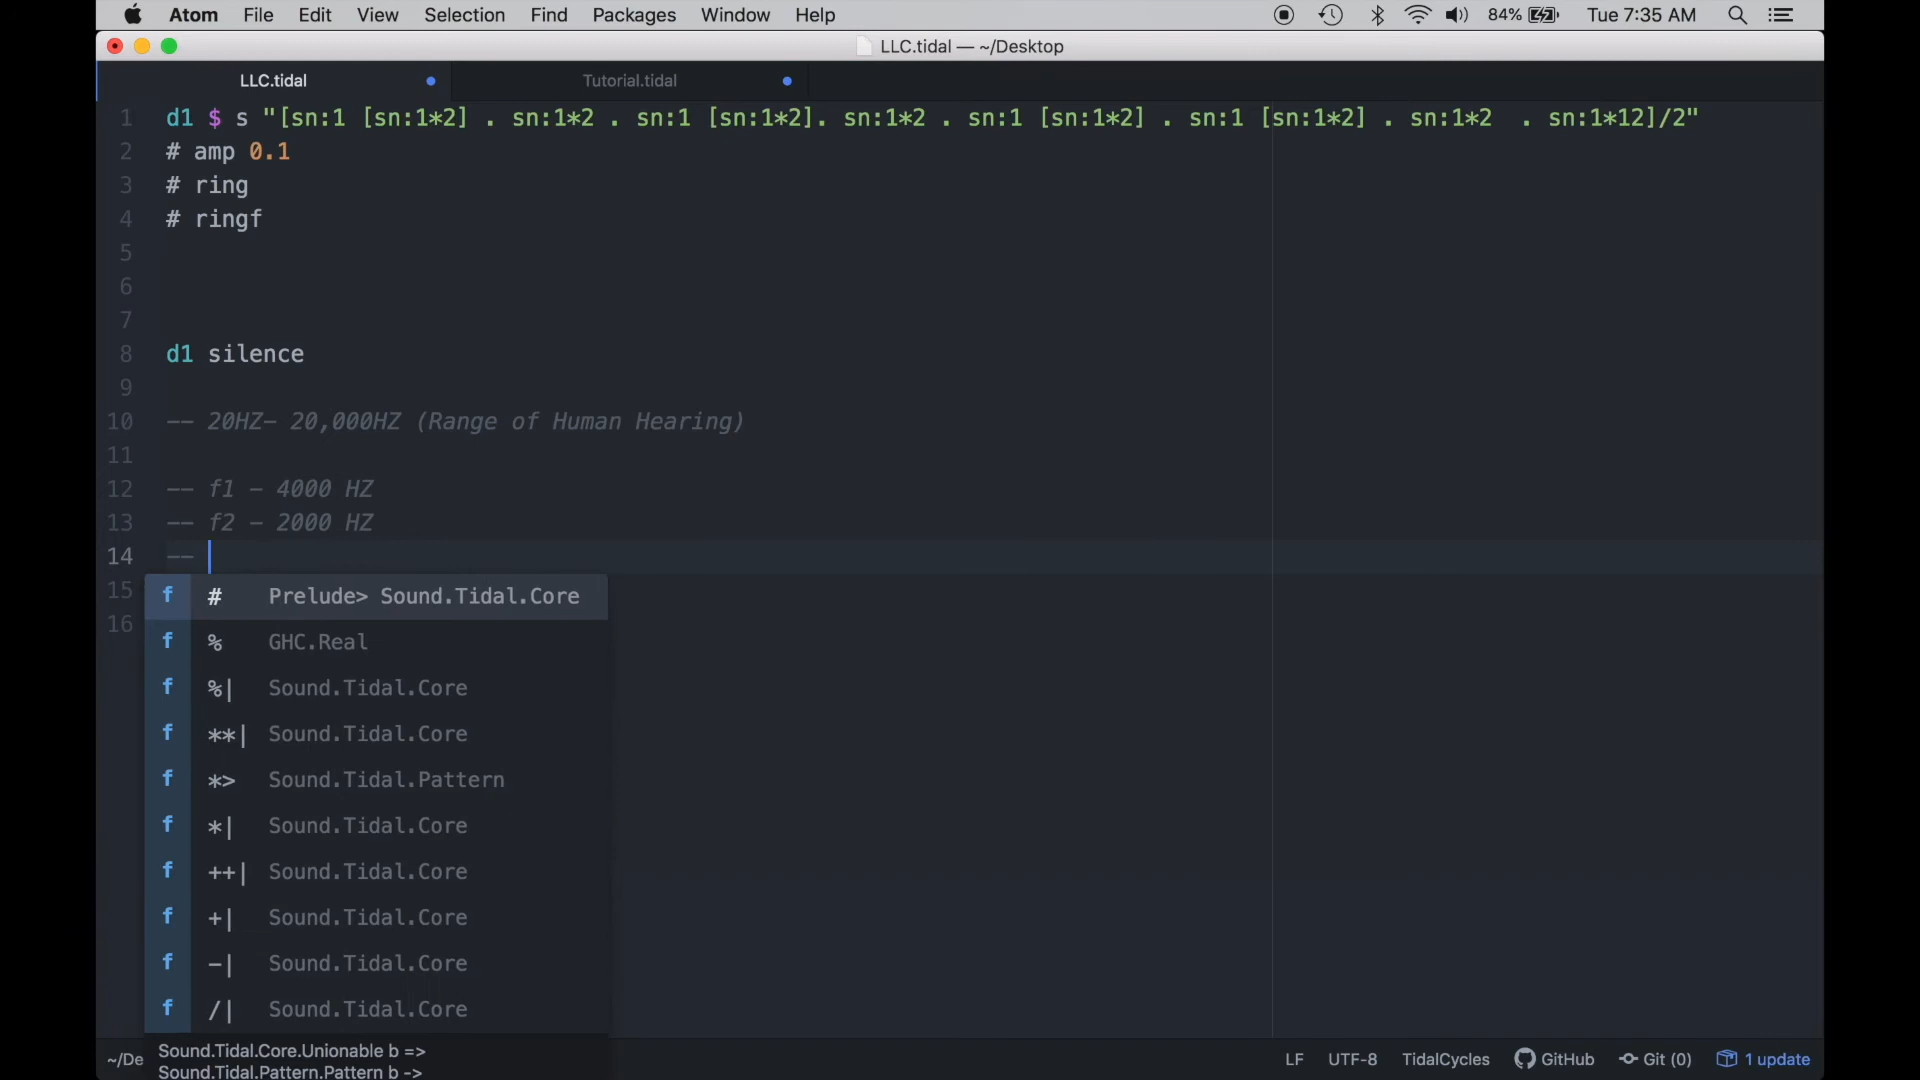 Atom File Edit View Selection Find Packages Window Help 84% Tue 7:35 AM
LLC.tidal — ~/Desktop
LLC.tidal Tutorial.tidal
1 d1 $ s "[sn:1 [sn:1*2] . sn:1*2 . sn:1 [sn:1*2]. sn:1*2 . sn:1 [sn:1*2] . sn:1 [sn:1*2] . sn:1*2  . sn:1*12]/2"
2 # amp 0.1
3 # ring
4 # ringf
5
6
7
8 d1 silence
9
10 -- 20HZ- 20,000HZ (Range of Human Hearing)
11
12 -- f1 - 4000 HZ
13 -- f2 - 2000 HZ
14 --
15 f # Prelude> Sound.Tidal.Core
16 f % GHC.Real
f %| Sound.Tidal.Core
f **| Sound.Tidal.Core
f *> Sound.Tidal.Pattern
f *| Sound.Tidal.Core
f ++| Sound.Tidal.Core
f +| Sound.Tidal.Core
f -| Sound.Tidal.Core
f /| Sound.Tidal.Core
Sound.Tidal.Core.Unionable b =>
Sound.Tidal.Pattern.Pattern b ->
~/De LF UTF-8 TidalCycles GitHub Git (0) 1 update